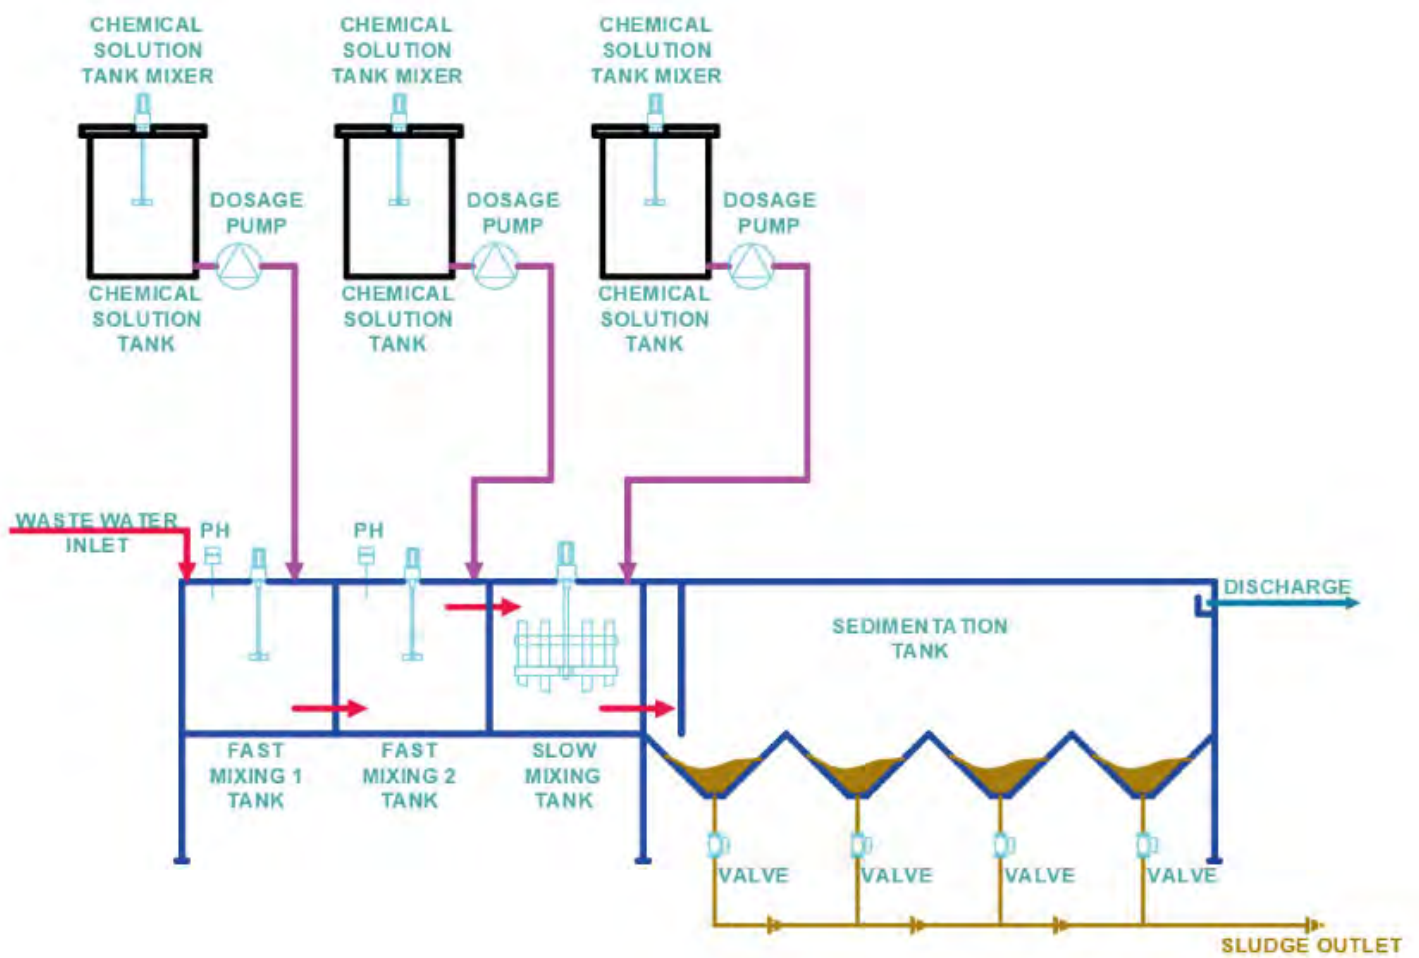 CHEMICAL
SOLUTION
TANK MIXER
CHEMICAL
SOLUTION
TANK MIXER
CHEMICAL
SOLUTION
TANK MIXER
DOSAGE
PUMP
DOSAGE
PUMP
DOSAGE
PUMP
CHEMICAL
SOLUTION
TANK
CHEMICAL
SOLUTION
TANK
CHEMICAL
SOLUTION
TANK
WASTE WATER
INLET
PH
PH
DISCHARGE
SEDIMENTATION
TANK
FAST
MIXING 1
TANK
FAST
MIXING 2
TANK
SLOW
MIXING
TANK
VALVE
VALVE
VALVE
VALVE
SLUDGE OUTLET